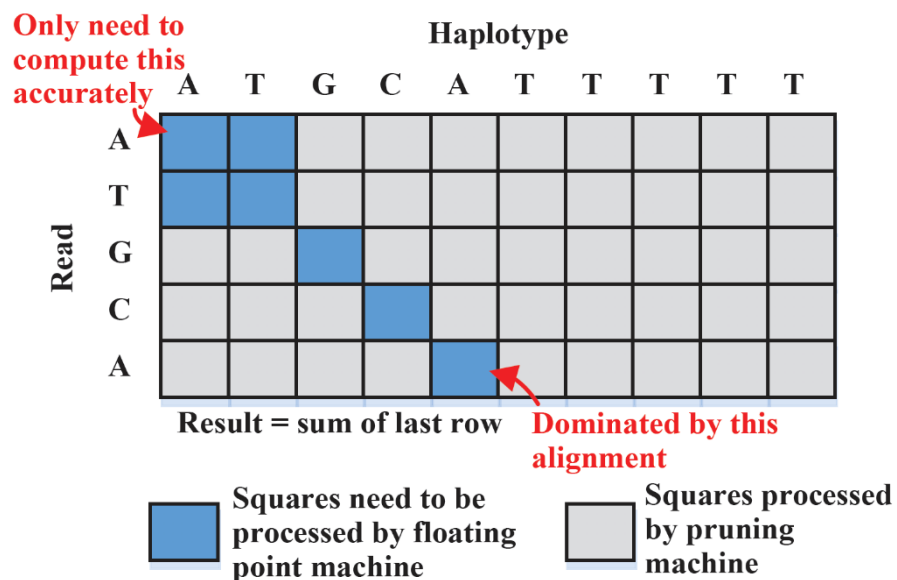 Only need to
compute this
accurately
Haplotype
A T G C A T T T T T
Read
A
T
G
C
A
Result = sum of last row
Dominated by this
alignment
Squares need to be
processed by floating
point machine
Squares processed
by pruning
machine